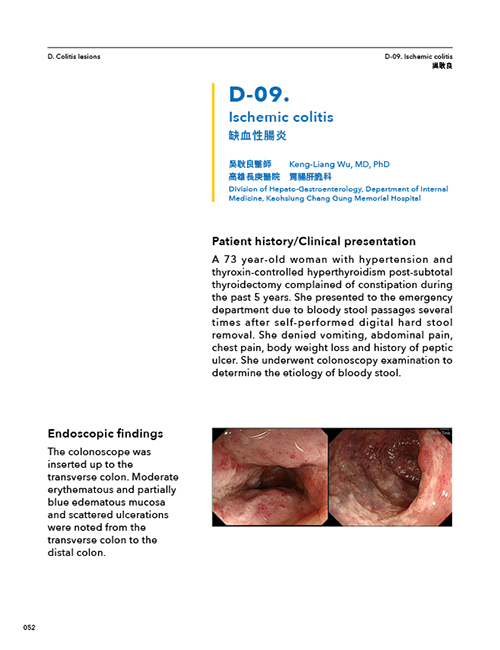 D. Colitis lesions
D-09. Ischemic colitis
吳耿良
D-09.
Ischemic colitis
缺血性腸炎
吳耿良醫師 Keng-Liang Wu, MD, PhD
高雄長庚醫院 胃腸肝膽科
Division of Hepato-Gastroenterology, Department of Internal
Medicine, Kaohsiung Chang Gung Memorial Hospital
Patient history/Clinical presentation
A 73 year-old woman with hypertension and
thyroxin-controlled hyperthyroidism post-subtotal
thyroidectomy complained of constipation during
the past 5 years. She presented to the emergency
department due to bloody stool passages several
times after self-performed digital hard stool
removal. She denied vomiting, abdominal pain,
chest pain, body weight loss and history of peptic
ulcer. She underwent colonoscopy examination to
determine the etiology of bloody stool.
Endoscopic findings
The colonoscope was
inserted up to the
transverse colon. Moderate
erythematous and partially
blue edematous mucosa
and scattered ulcerations
were noted from the
transverse colon to the
distal colon.
052